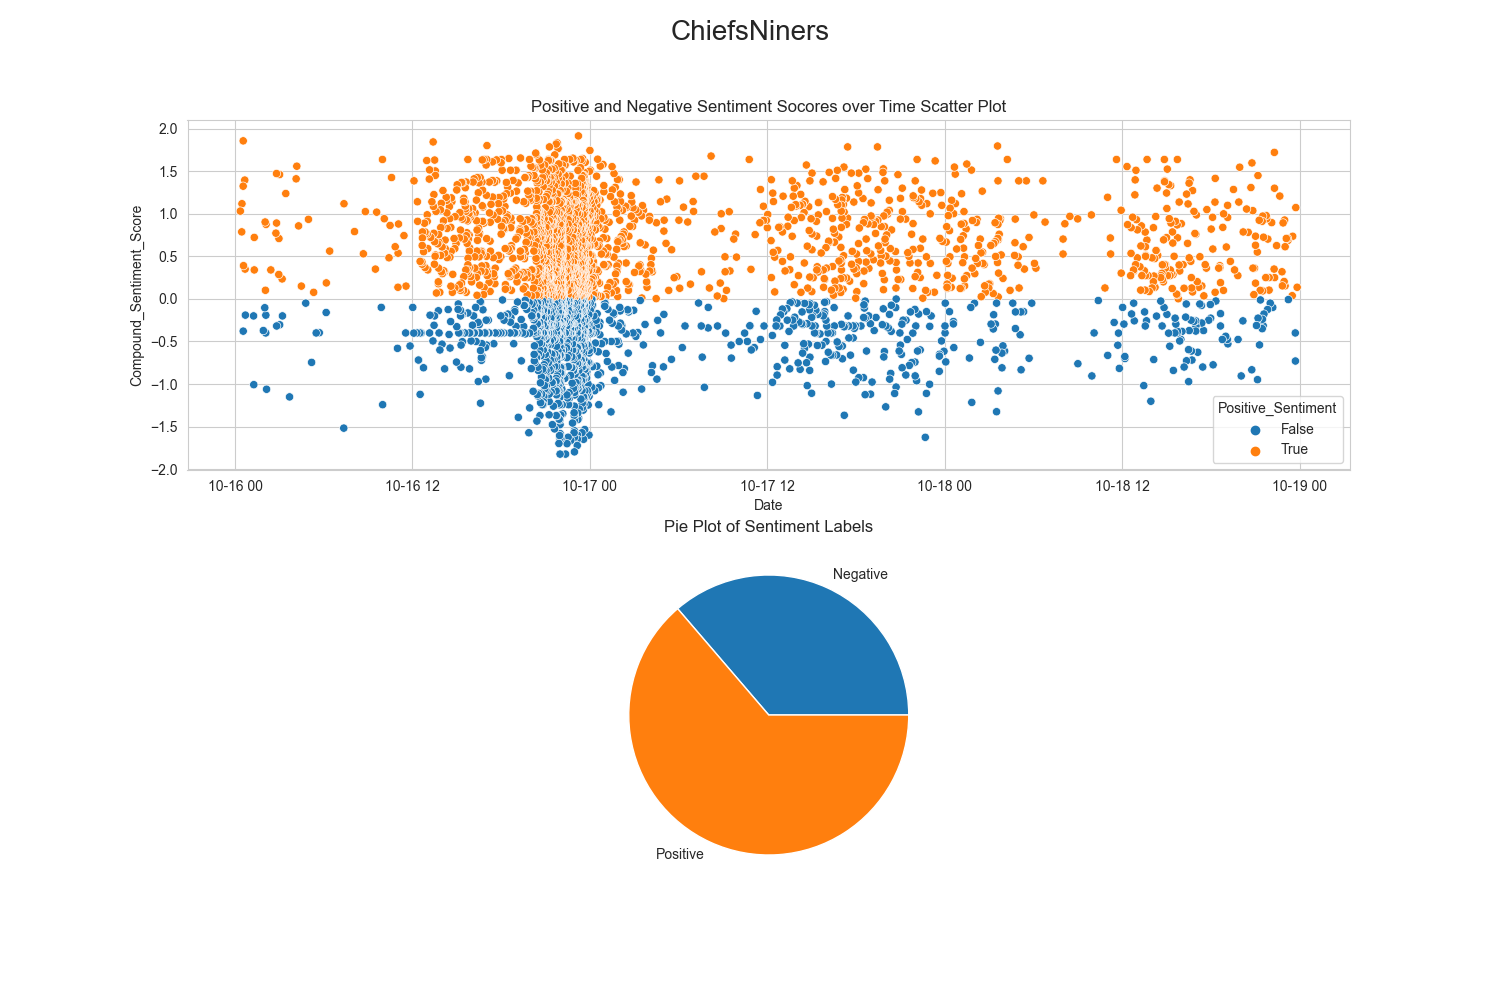 ChiefsNiners
Positive and Negative Sentiment Socores over Time Scatter Plot
Compound_Sentiment_Score
2.0
1.5
1.0
0.5
0.0
−0.5
−1.0
−1.5
−2.0
Positive_Sentiment
False
True
10-16 00 10-16 12 10-17 00 10-17 12 10-18 00 10-18 12 10-19 00
Date
Pie Plot of Sentiment Labels
Negative
Positive